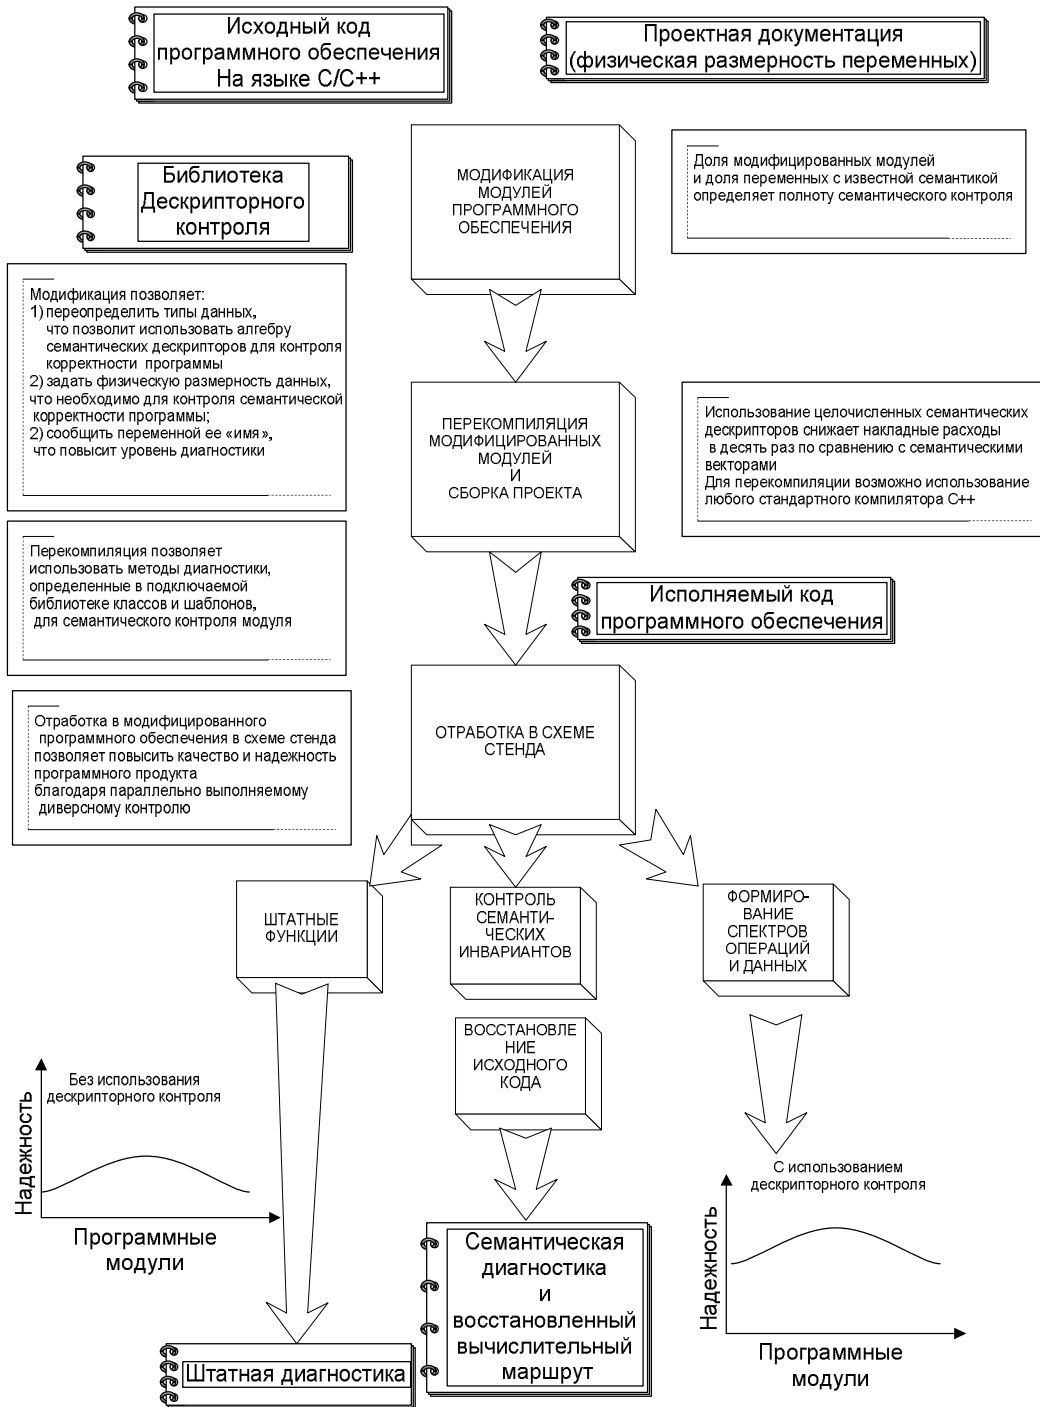 Исходный код
программного обеспечения
На языке С/С++
Проектная документация
(физическая размерность переменных)
МОДИФИКАЦИЯ
МОДУЛЕЙ
ПРОГРАММНОГО
ОБЕСПЕЧЕНИЯ
Доля модифицированных модулей
и доля переменных с известной семантикой
определяет полноту семантического контроля
Библиотека
Дескрипторного
контроля
Модификация позволяет:
1) переопределить типы данных,
что позволит использовать алгебру
семантических дескрипторов для контроля
корректности программы
2) задать физическую размерность данных,
что необходимо для контроля семантической
корректности программы;
2) сообщить переменной ее «имя»,
что повысит уровень диагностики
ПЕРЕКОМПИЛЯЦИЯ
МОДИФИЦИРОВАННЫХ
МОДУЛЕЙ
И
СБОРКА ПРОЕКТА
Использование целочисленных семантических
дескрипторов снижает накладные расходы
в десять раз по сравнению с семантическими
векторами
Для перекомпиляции возможно использование
любого стандартного компилятора С++
Перекомпиляция позволяет
использовать методы диагностики,
определенные в подключаемой
библиотеке классов и шаблонов,
для семантического контроля модуля
Исполняемый код
программного обеспечения
Отработка в модифицированного
программного обеспечения в схеме стенда
позволяет повысить качество и надежность
программного продукта
благодаря параллельно выполняемому
диверсному контролю
ОТРАБОТКА В СХЕМЕ
СТЕНДА
ШТАТНЫЕ
ФУНКЦИИ
КОНТРОЛЬ
СЕМАНТИ-
ЧЕСКИХ
ИНВАРИАНТОВ
ФОРМИРО-
ВАНИЕ
СПЕКТРОВ
ОПЕРАЦИЙ
И ДАННЫХ
ВОССТАНОВЛЕ
НИЕ
ИСХОДНОГО
КОДА
Без использования
дескрипторного контроля
Надежность
Программные
модули
С использованием
дескрипторного контроля
Надежность
Программные
модули
Семантическая
диагностика
и
восстановленный
вычислительный
маршрут
Штатная диагностика